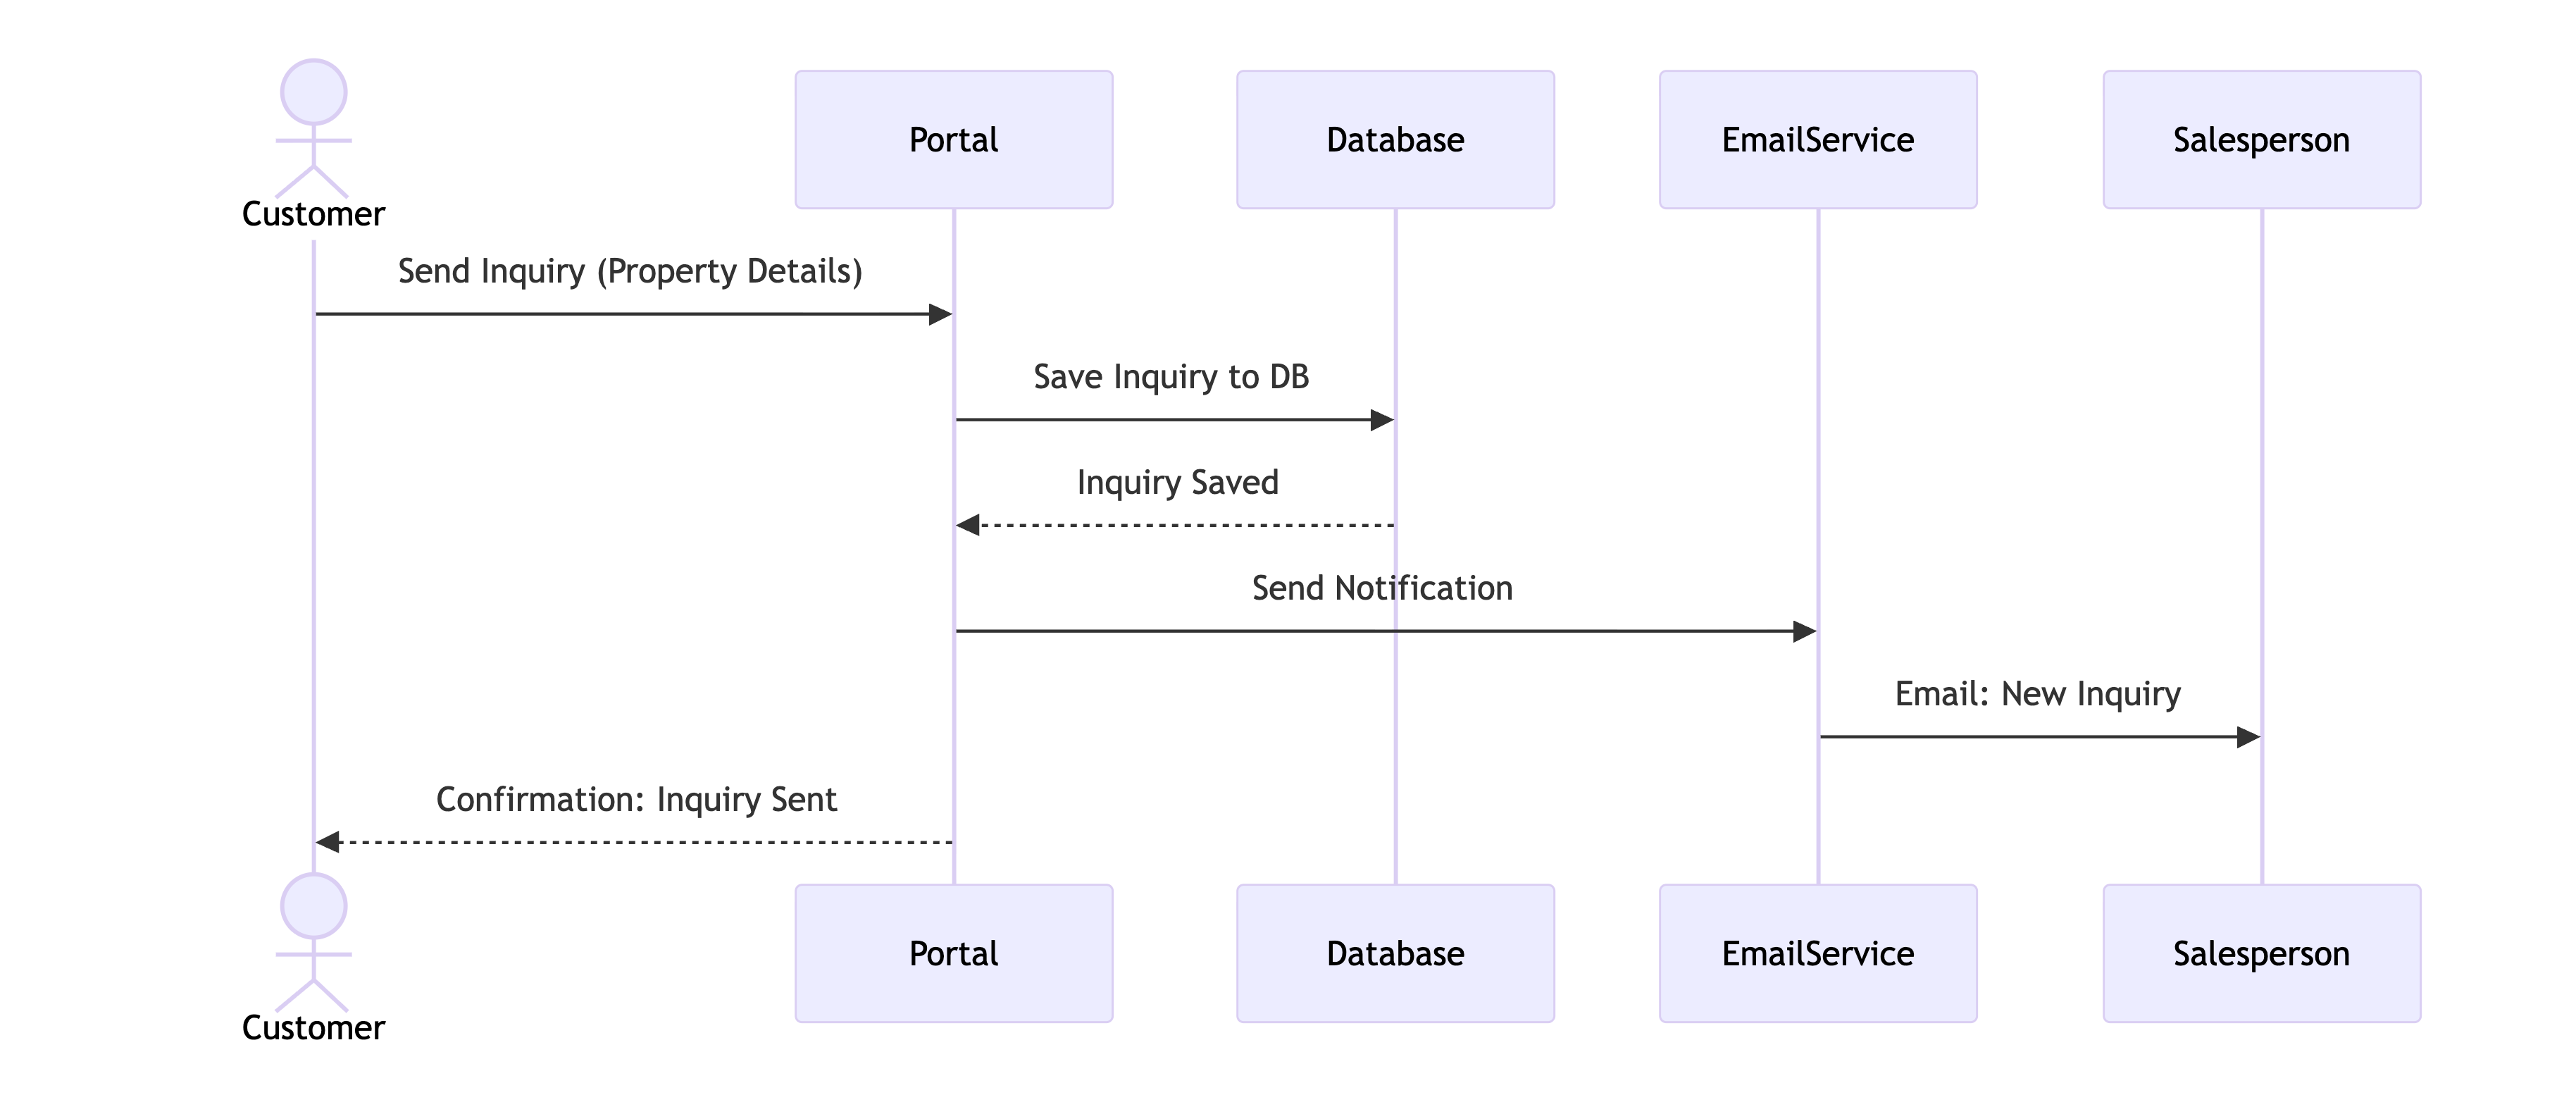 Portal
Database
EmailService
Salesperson
Customer
Send Inquiry (Property Details)
Save Inquiry to DB
Inquiry Saved
Send Notification
Email: New Inquiry
Confirmation: Inquiry Sent
Portal
Database
EmailService
Salesperson
Customer